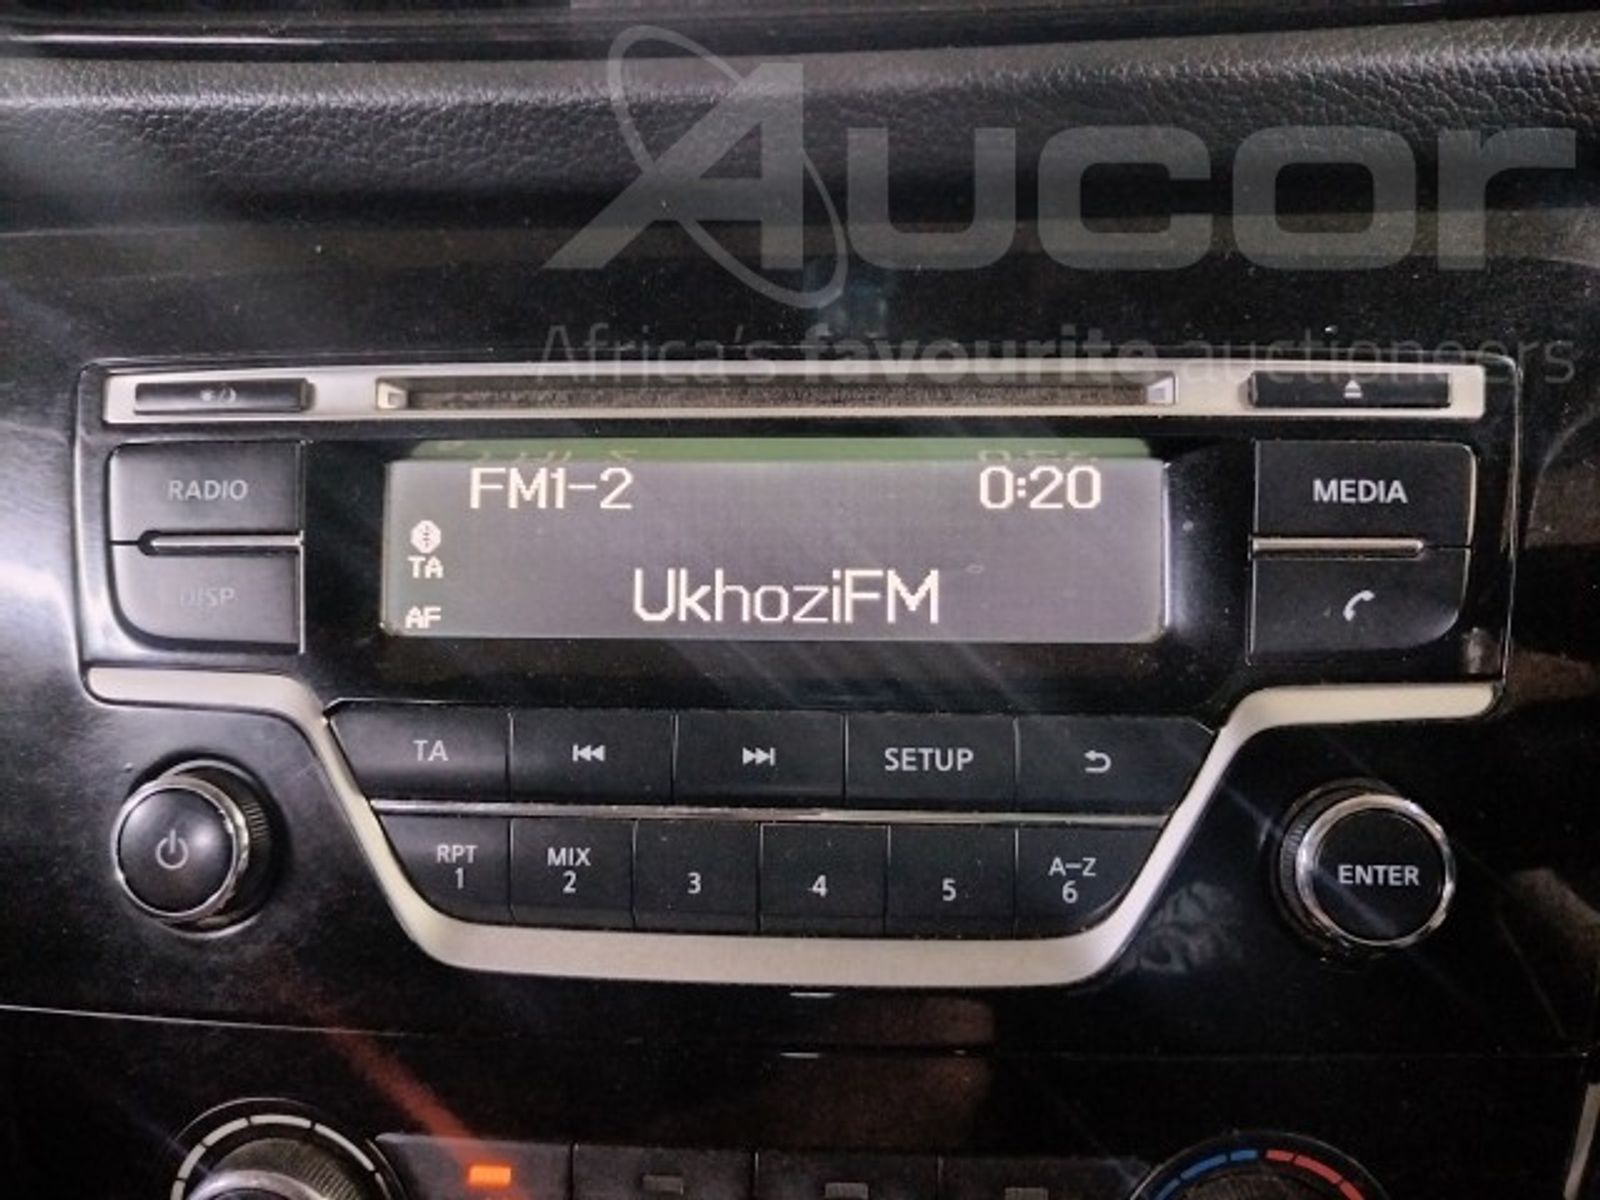 Aucor
Africa's favourite auctioneers
RADIO
DISP
FM1-2 0:20
TA
AF
UkhoziFM
MEDIA
TA SETUP
RPT 1 MIX 2 3 4 5 A-Z 6
ENTER